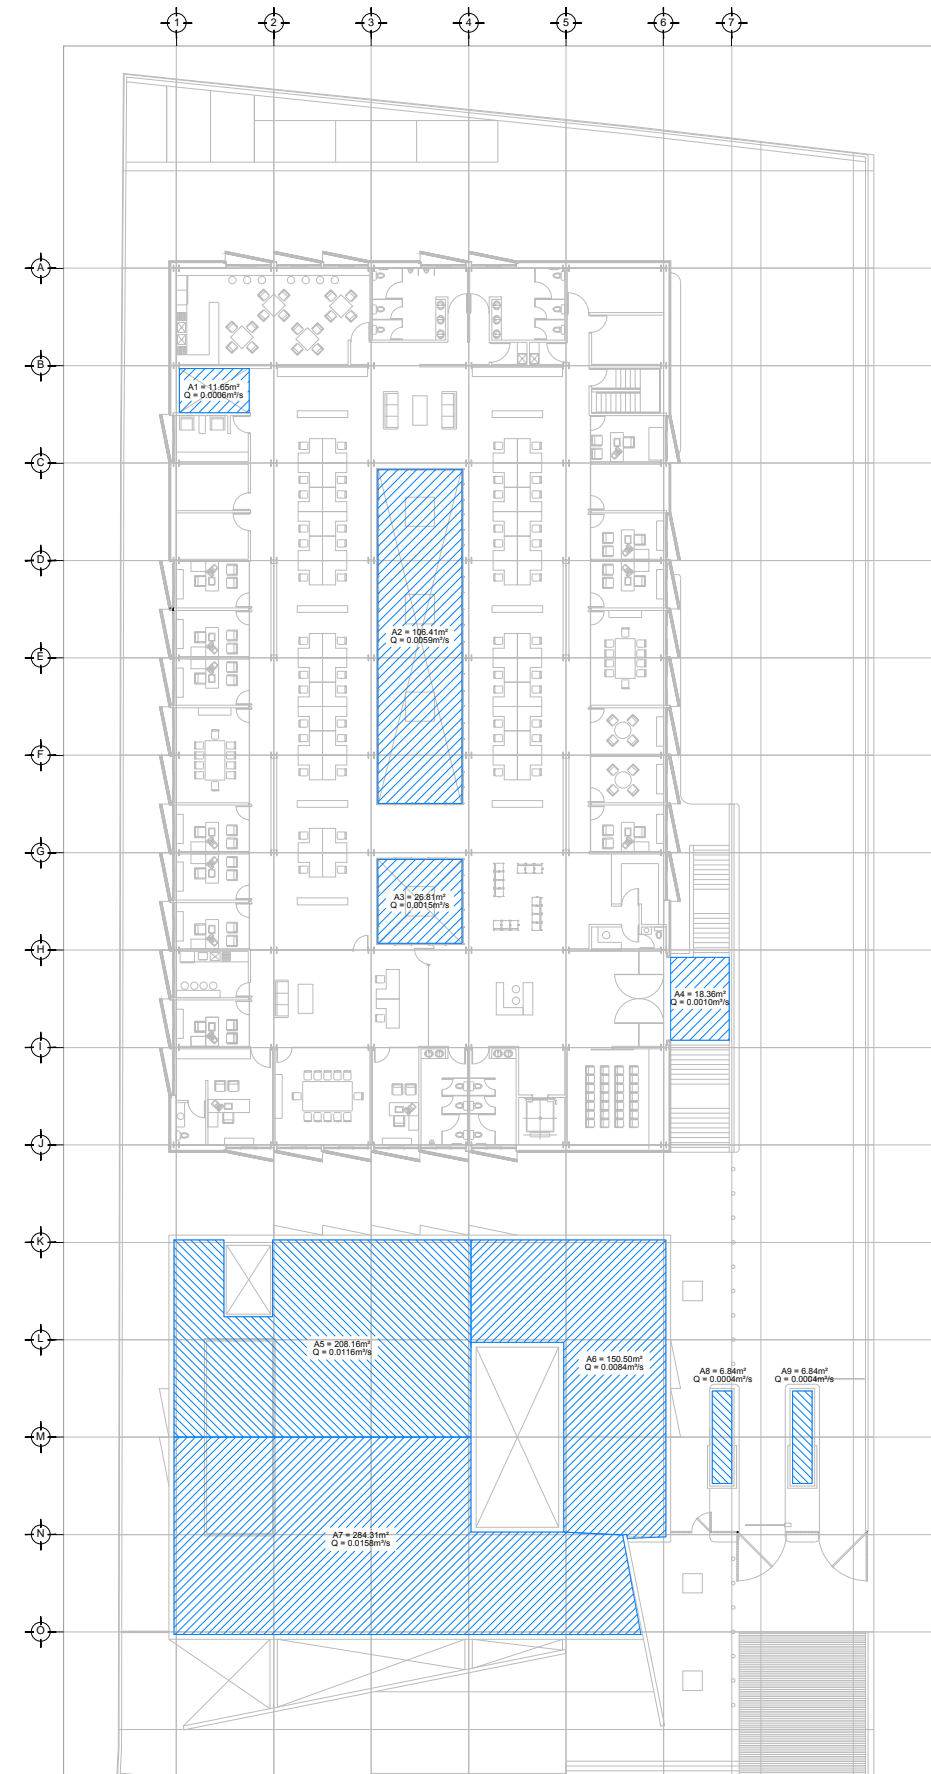 1 2 3 4 5 6 7
A
B
A1 = 11.65m²
Q = 0.0006m³/s
C
D
A2 = 106.41m²
Q = 0.0059m³/s
E
F
G
A3 = 26.81m²
Q = 0.0015m³/s
H
A4 = 18.36m²
Q = 0.0010m³/s
I
J
K
L
A5 = 208.16m²
Q = 0.0116m³/s
A6 = 150.50m²
Q = 0.0084m³/s
A8 = 6.84m²
Q = 0.0004m³/s
A9 = 6.84m²
Q = 0.0004m³/s
M
N
A7 = 284.31m²
Q = 0.0158m³/s
O